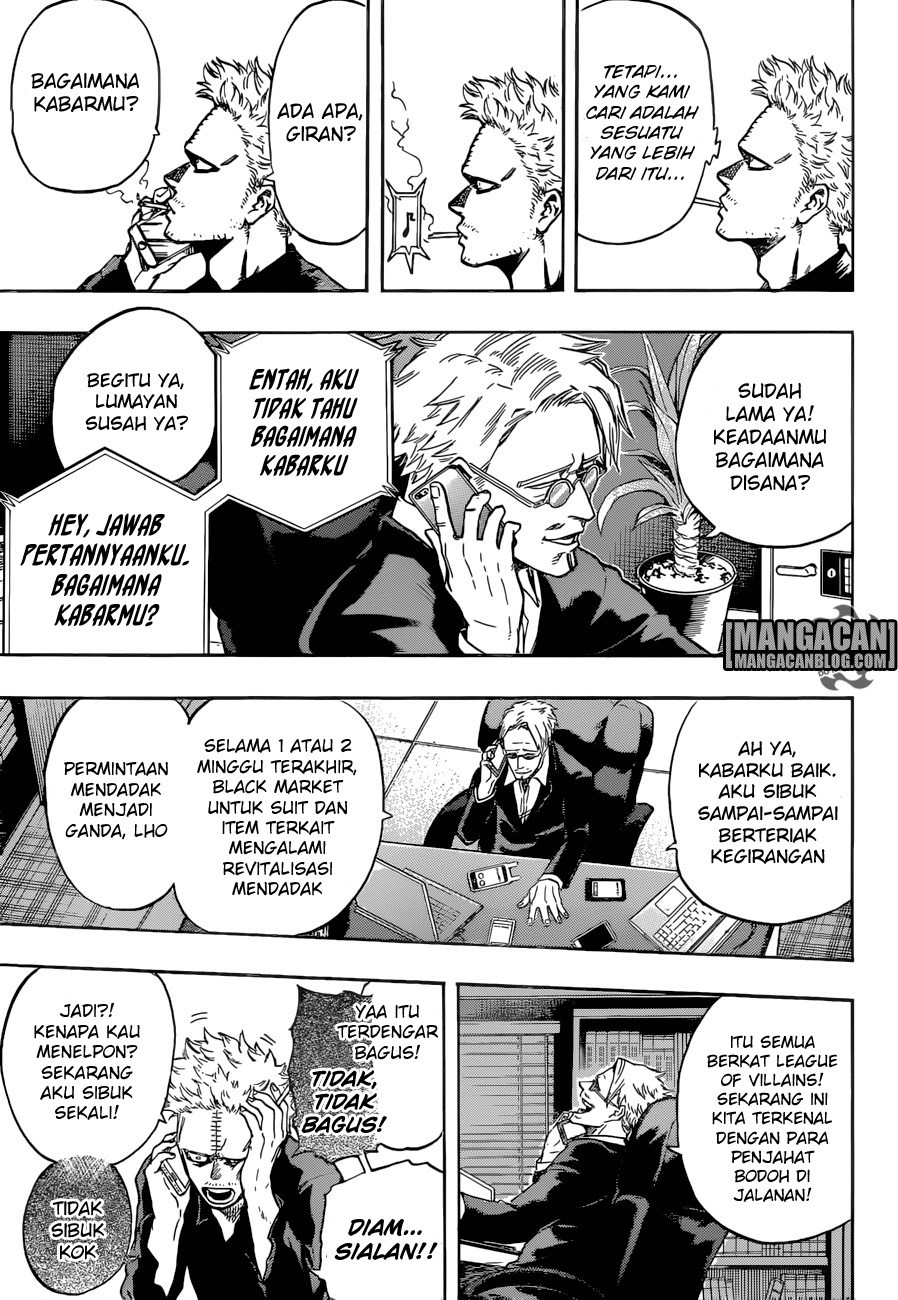 TETAPI...
YANG KAMI
CARI ADALAH
SESUATU
YANG LEBIH
DARI ITU...
ADA APA,
GIRAN?
BAGAIMANA
KABARMU?
SUDAH
LAMA YA!
KEADAANMU
BAGAIMANA
DISANA?
ENTAH, AKU
TIDAK TAHU
BAGAIMANA
KABARKU
BEGITU YA,
LUMAYAN
SUSAH YA?
HEY, JAWAB
PERTANNYAANKU.
BAGAIMANA
KABARMU?
MANGACAN
MANGACANBLOG.COM
AH YA,
KABARKU BAIK.
AKU SIBUK
SAMPAI-SAMPAI
BERTERIAK
KEGIRANGAN
SELAMA 1 ATAU 2
MINGGU TERAKHIR,
BLACK MARKET
UNTUK SUIT DAN
ITEM TERKAIT
MENGALAMI
REVITALISASI
MENDADAK
PERMINTAAN
MENDADAK
MENJADI
GANDA, LHO
ITU SEMUA
BERKAT LEAGUE
OF VILLAINS!
SEKARANG INI
KITA TERKENAL
DENGAN PARA
PENJAHAT
BODOH DI
JALANAN!
YAA ITU
TERDENGAR
BAGUS!
TIDAK,
TIDAK
BAGUS!
DIAM...
SIALAN!!
JADI?!
KENAPA KAU
MENELPON?
SEKARANG
AKU SIBUK
SEKALI!
TIDAK
SIBUK
KOK